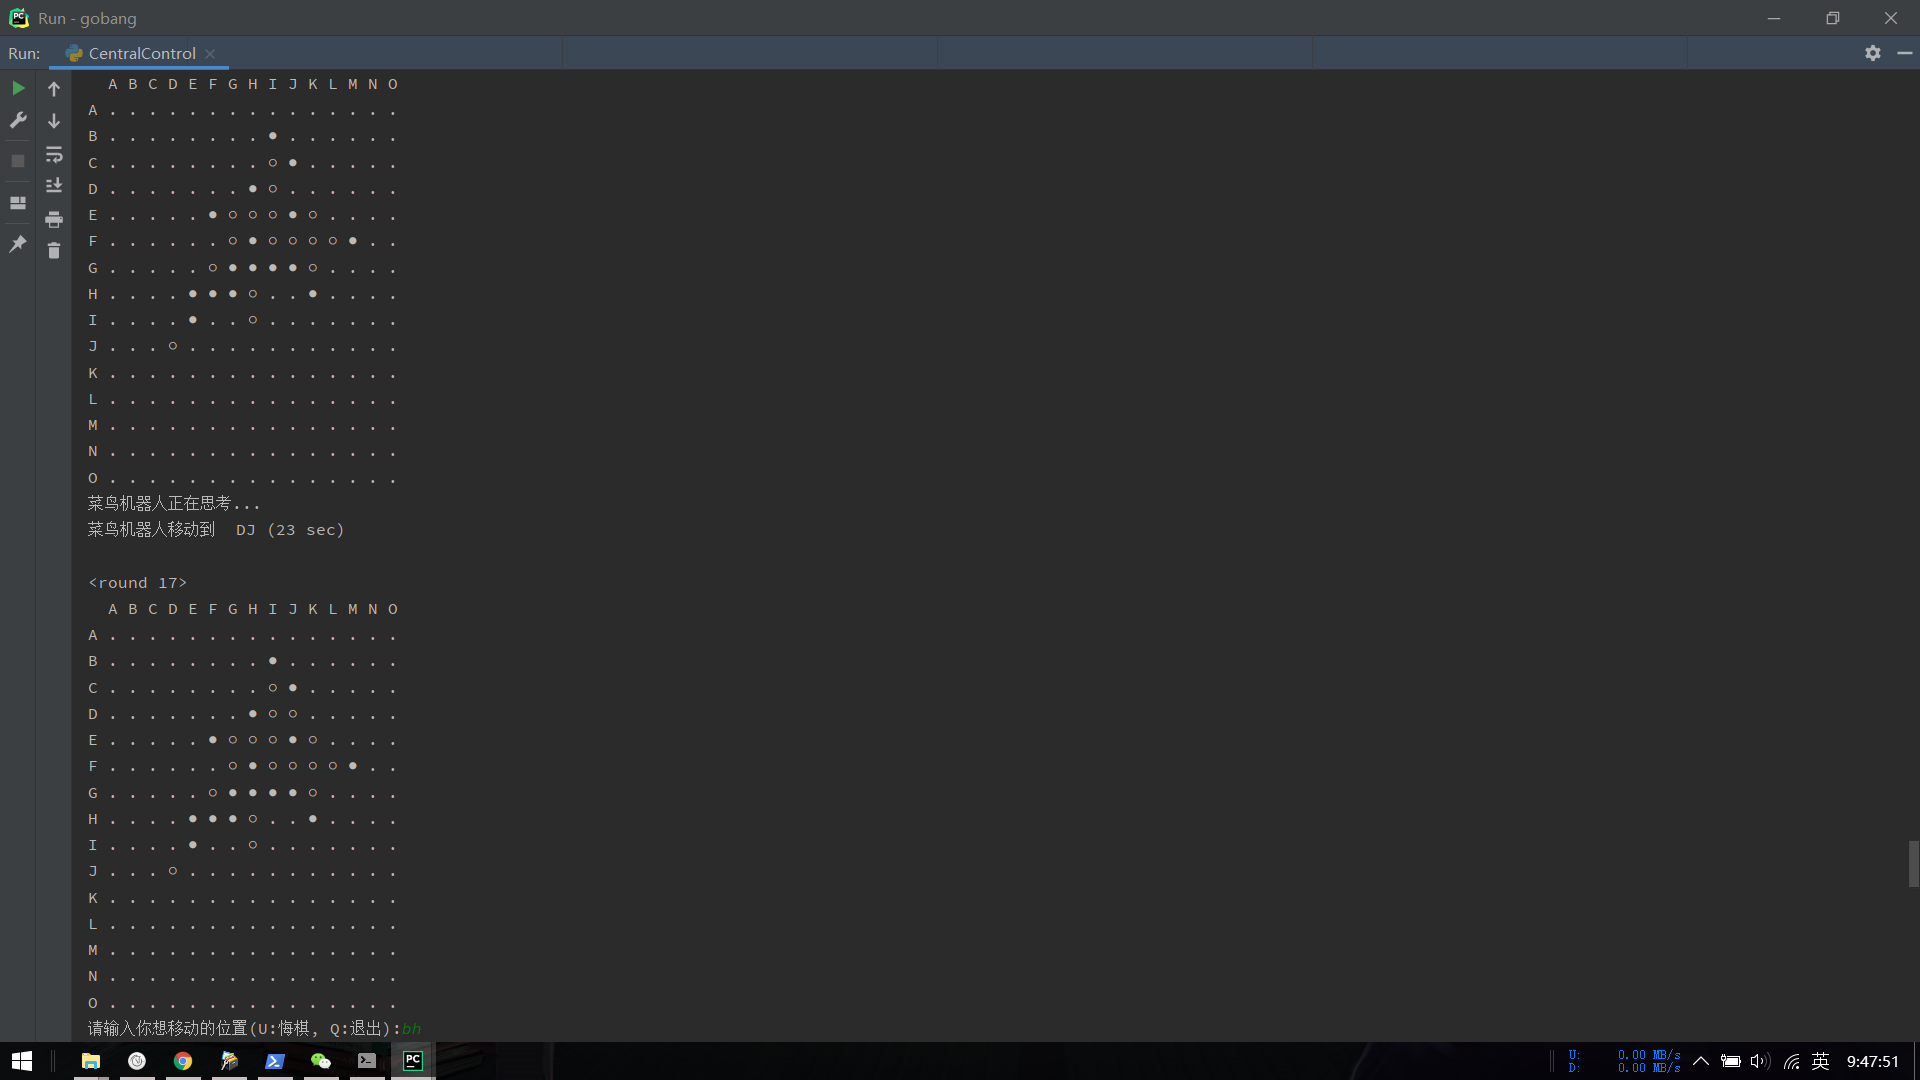 Run - gobang
Run: CentralControl
  A B C D E F G H I J K L M N O
A . . . . . . . . . . . . . . .
B . . . . . . . . ● . . . . . .
C . . . . . . . . ○ ● . . . . .
D . . . . . . . ● ○ . . . . . .
E . . . . . ● ○ ○ ○ ● ○ . . . .
F . . . . . . ○ ● ○ ○ ○ ○ ● . .
G . . . . . ○ ● ● ● ● ○ . . . .
H . . . . ● ● ● ○ . . ● . . . .
I . . . . ● . . ○ . . . . . . .
J . . . ○ . . . . . . . . . . .
K . . . . . . . . . . . . . . .
L . . . . . . . . . . . . . . .
M . . . . . . . . . . . . . . .
N . . . . . . . . . . . . . . .
O . . . . . . . . . . . . . . .
菜鸟机器人正在思考...
菜鸟机器人移动到  DJ (23 sec)
<round 17>
  A B C D E F G H I J K L M N O
A . . . . . . . . . . . . . . .
B . . . . . . . . ● . . . . . .
C . . . . . . . . ○ ● . . . . .
D . . . . . . . ● ○ ○ . . . . .
E . . . . . ● ○ ○ ○ ● ○ . . . .
F . . . . . . ○ ● ○ ○ ○ ○ ● . .
G . . . . . ○ ● ● ● ● ○ . . . .
H . . . . ● ● ● ○ . . ● . . . .
I . . . . ● . . ○ . . . . . . .
J . . . ○ . . . . . . . . . . .
K . . . . . . . . . . . . . . .
L . . . . . . . . . . . . . . .
M . . . . . . . . . . . . . . .
N . . . . . . . . . . . . . . .
O . . . . . . . . . . . . . . .
请输入你想移动的位置(U:悔棋, Q:退出):bh
U: 0.00 MB/s
D: 0.00 MB/s
英 9:47:51